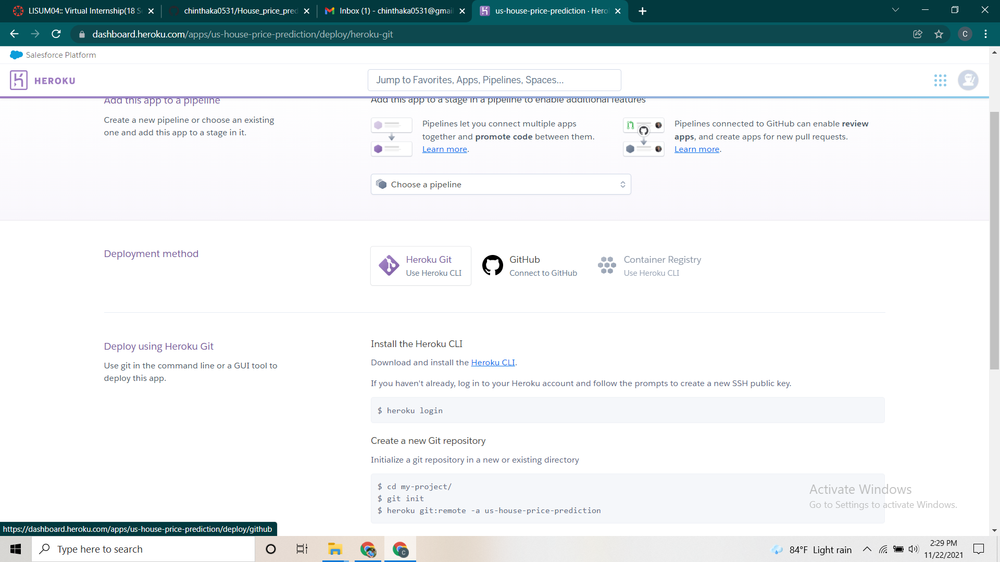 LISUM04:: Virtual Internship(18 S
chinthaka0531/House_price_pred
Inbox (1) - chinthaka0531@gmail
us-house-price-prediction · Hero
dashboard.heroku.com/apps/us-house-price-prediction/deploy/heroku-git
C
Salesforce Platform
HEROKU
Jump to Favorites, Apps, Pipelines, Spaces...
Add this app to a pipeline
Create a new pipeline or choose an existing
one and add this app to a stage in it.
Add this app to a stage in a pipeline to enable additional features
Pipelines let you connect multiple apps
together and promote code between them.
Learn more.
Pipelines connected to GitHub can enable review
apps, and create apps for new pull requests.
Learn more.
Choose a pipeline
Deployment method
Heroku Git
Use Heroku CLI
GitHub
Connect to GitHub
Container Registry
Use Heroku CLI
Deploy using Heroku Git
Use git in the command line or a GUI tool to
deploy this app.
Install the Heroku CLI
Download and install the Heroku CLI.
If you haven't already, log in to your Heroku account and follow the prompts to create a new SSH public key.
$ heroku login
Create a new Git repository
Initialize a git repository in a new or existing directory
$ cd my-project/
$ git init
$ heroku git:remote -a us-house-price-prediction
Activate Windows
Go to Settings to activate Windows.
https://dashboard.heroku.com/apps/us-house-price-prediction/deploy/github
Type here to search
C
84°F Light rain
2:29 PM
11/22/2021